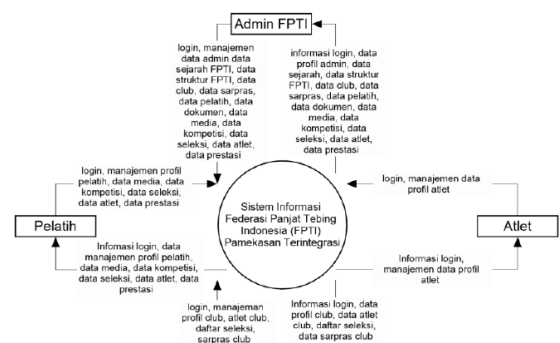 Admin FPTI
login, manajemen
data admin data
sejarah FPTI, data
struktur FPTI, data
club, data sarpras,
data pelatih, data
dokumen, data
media, data
kompetisi, data
seleksi, data atlet,
data prestasi
informasi login, data
profil admin, data
sejarah, data struktur
FPTI, data club, data
sarpras, data pelatih,
data dokumen, data
media, data
kompetisi, data
seleksi, data atlet,
data prestasi
login, manajemen profil
pelatih, data media, data
kompetisi, data seleksi,
data atlet, data prestasi
Pelatih
Infomasi login, data
manajemen profil pelatih,
data media, data kompetisi,
data seleksi, data atlet, data
prestasi
Sistem Informasi
Federasi Panjat Tebing
Indonesia (FPTI)
Pamekasan Terintegrasi
login, manajemen data
profil atlet
Atlet
Informasi login,
manajemen data profil
atlet
login, manajeman
profil club, atlet club,
daftar seleksi,
sarpras club
Informasi login, data
profil club, data atlet
club, daftar seleksi,
data sarpras club